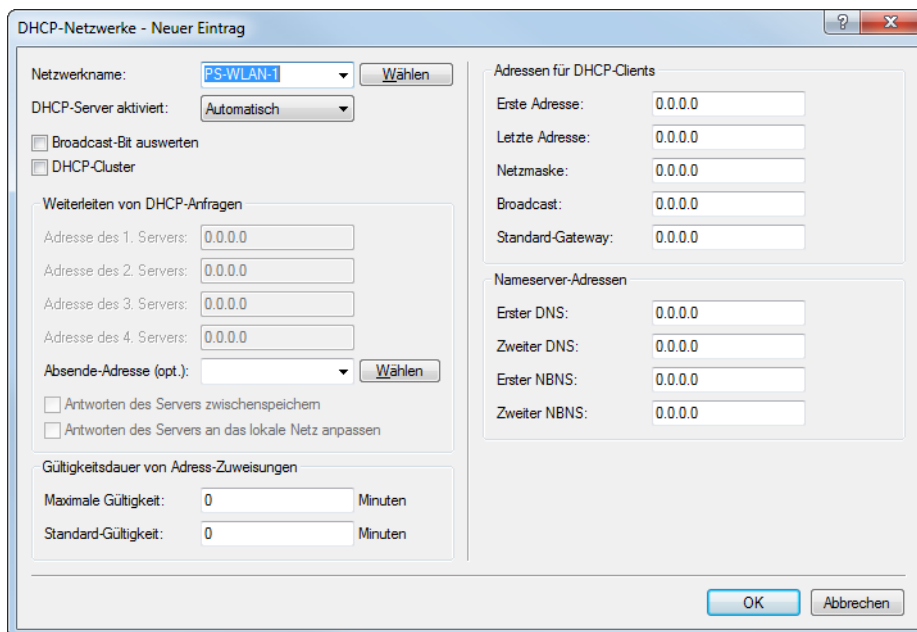 DHCP-Netzwerke - Neuer Eintrag
?
X
Netzwerkname:
PS-WLAN-1
Wählen
DHCP-Server aktiviert:
Automatisch
Broadcast-Bit auswerten
DHCP-Cluster
Weiterleiten von DHCP-Anfragen
Adresse des 1. Servers:
0.0.0.0
Adresse des 2. Servers:
0.0.0.0
Adresse des 3. Servers:
0.0.0.0
Adresse des 4. Servers:
0.0.0.0
Absende-Adresse (opt.):
Wählen
Antworten des Servers zwischenspeichern
Antworten des Servers an das lokale Netz anpassen
Gültigkeitsdauer von Adress-Zuweisungen
Maximale Gültigkeit:
0
Minuten
Standard-Gültigkeit:
0
Minuten
Adressen für DHCP-Clients
Erste Adresse:
0.0.0.0
Letzte Adresse:
0.0.0.0
Netzmaske:
0.0.0.0
Broadcast:
0.0.0.0
Standard-Gateway:
0.0.0.0
Nameserver-Adressen
Erster DNS:
0.0.0.0
Zweiter DNS:
0.0.0.0
Erster NBNS:
0.0.0.0
Zweiter NBNS:
0.0.0.0
OK
Abbrechen